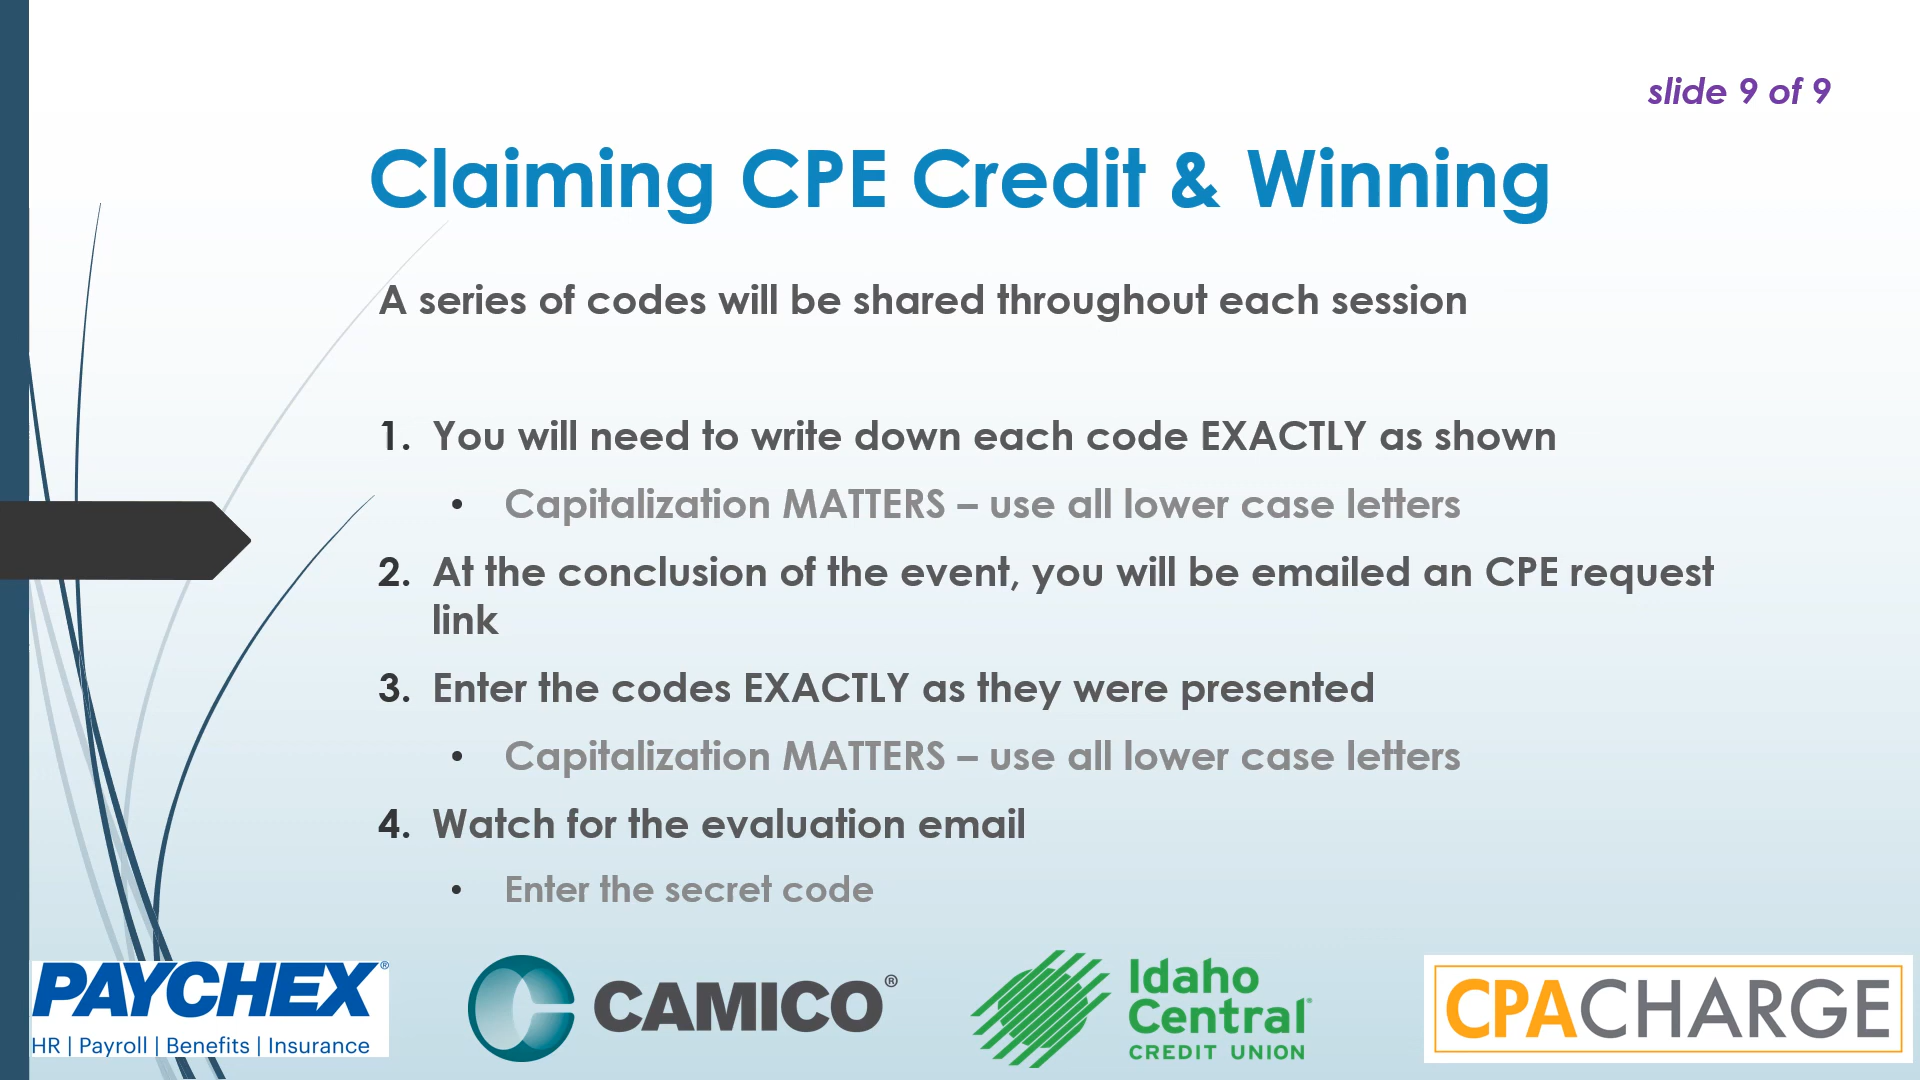 slide 9 of 9
Claiming CPE Credit & Winning
A series of codes will be shared throughout each session
1. You will need to write down each code EXACTLY as shown
• Capitalization MATTERS – use all lower case letters
2. At the conclusion of the event, you will be emailed an CPE request
link
3. Enter the codes EXACTLY as they were presented
• Capitalization MATTERS – use all lower case letters
4. Watch for the evaluation email
• Enter the secret code
PAYCHEX®
HR | Payroll | Benefits | Insurance
CAMICO®
Idaho
Central®
CREDIT UNION
CPACHARGE